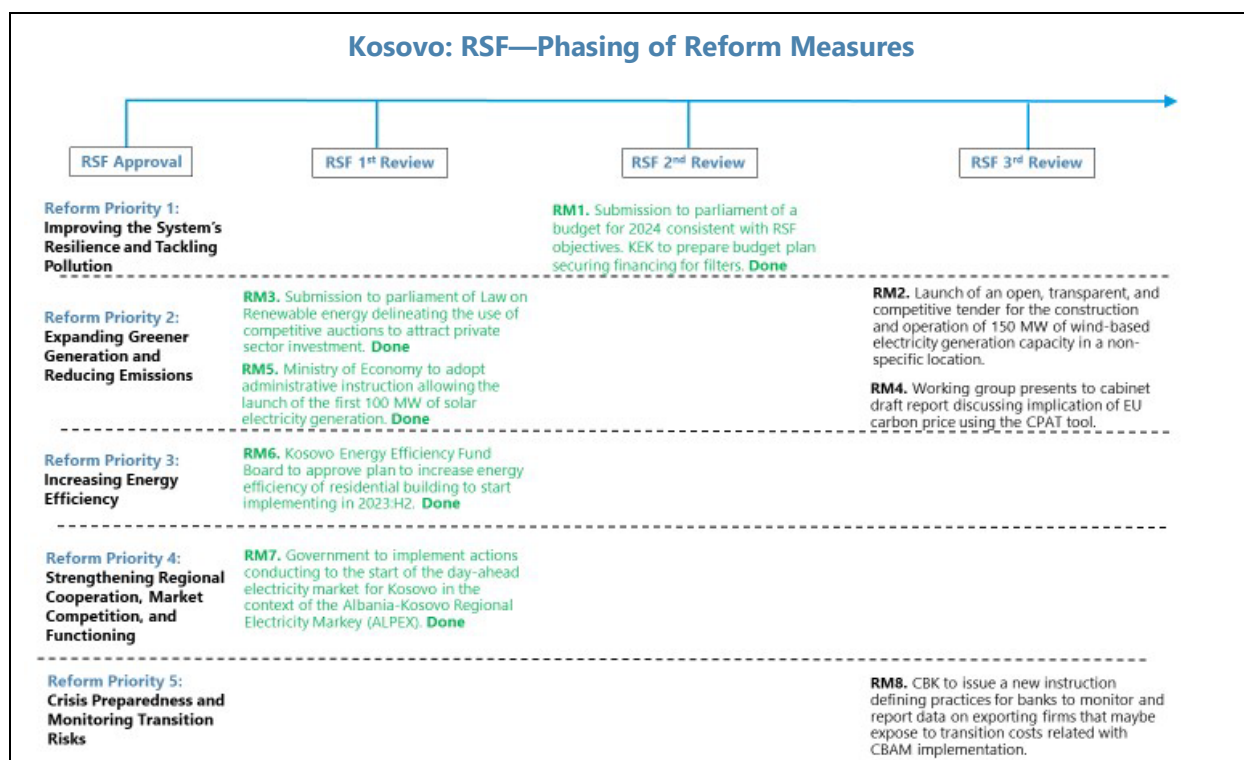 Kosovo: RSF—Phasing of Reform Measures
RSF Approval
RSF 1st Review
RSF 2nd Review
RSF 3rd Review
Reform Priority 1:
Improving the System's
Resilience and Tackling
Pollution
RM1. Submission to parliament of a
budget for 2024 consistent with RSF
objectives. KEK to prepare budget plan
securing financing for filters. Done
Reform Priority 2:
Expanding Greener
Generation and
Reducing Emissions
RM3. Submission to parliament of Law on
Renewable energy delineating the use of
competitive auctions to attract private
sector investment. Done
RM5. Ministry of Economy to adopt
administrative instruction allowing the
launch of the first 100 MW of solar
electricity generation. Done
RM2. Launch of an open, transparent, and
competitive tender for the construction
and operation of 150 MW of wind-based
electricity generation capacity in a non-
specific location.
RM4. Working group presents to cabinet
draft report discussing implication of EU
carbon price using the CPAT tool.
Reform Priority 3:
Increasing Energy
Efficiency
RM6. Kosovo Energy Efficiency Fund
Board to approve plan to increase energy
efficiency of residential building to start
implementing in 2023:H2. Done
Reform Priority 4:
Strengthening Regional
Cooperation, Market
Competition, and
Functioning
RM7. Government to implement actions
conducting to the start of the day-ahead
electricity market for Kosovo in the
context of the Albania-Kosovo Regional
Electricity Markey (ALPEX). Done
Reform Priority 5:
Crisis Preparedness and
Monitoring Transition
Risks
RM8. CBK to issue a new instruction
defining practices for banks to monitor and
report data on exporting firms that maybe
expose to transition costs related with
CBAM implementation.